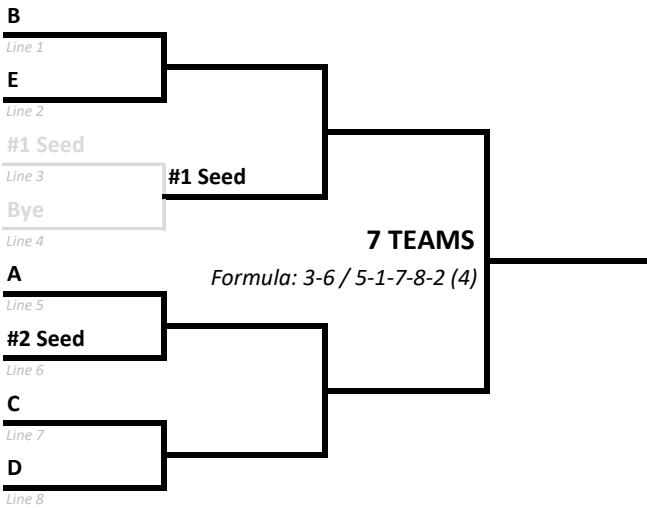 B
Line 1
E
Line 2
#1 Seed
Line 3
#1 Seed
Bye
Line 4
7 TEAMS
A
Formula: 3-6 / 5-1-7-8-2 (4)
Line 5
#2 Seed
Line 6
C
Line 7
D
Line 8